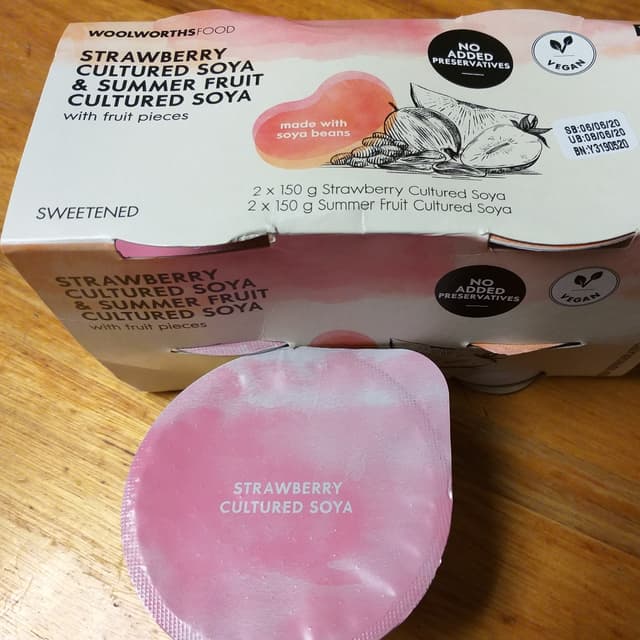 WOOLWORTHSFOOD
STRAWBERRY
CULTURED SOYA
& SUMMER FRUIT
CULTURED SOYA
with fruit pieces
NO
ADDED
PRESERVATIVES
VEGAN
made with
soya beans
SB:06/06/20
UB:08/06/20
BN:Y3190520
2 x 150 g Strawberry Cultured Soya
2 x 150 g Summer Fruit Cultured Soya
SWEETENED
STRAWBERRY
CULTURED SOYA
& SUMMER FRUIT
CULTURED SOYA
with fruit pieces
NO
ADDED
PRESERVATIVES
VEGAN
STRAWBERRY
CULTURED SOYA